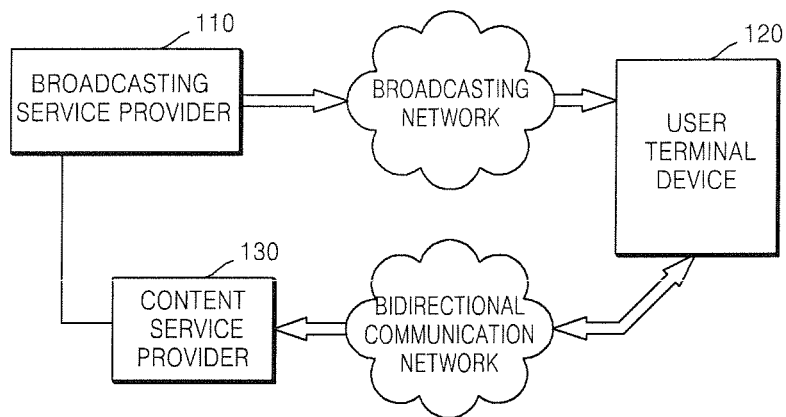 110
BROADCASTING
SERVICE PROVIDER
BROADCASTING
NETWORK
120
USER
TERMINAL
DEVICE
130
CONTENT
SERVICE
PROVIDER
BIDIRECTIONAL
COMMUNICATION
NETWORK